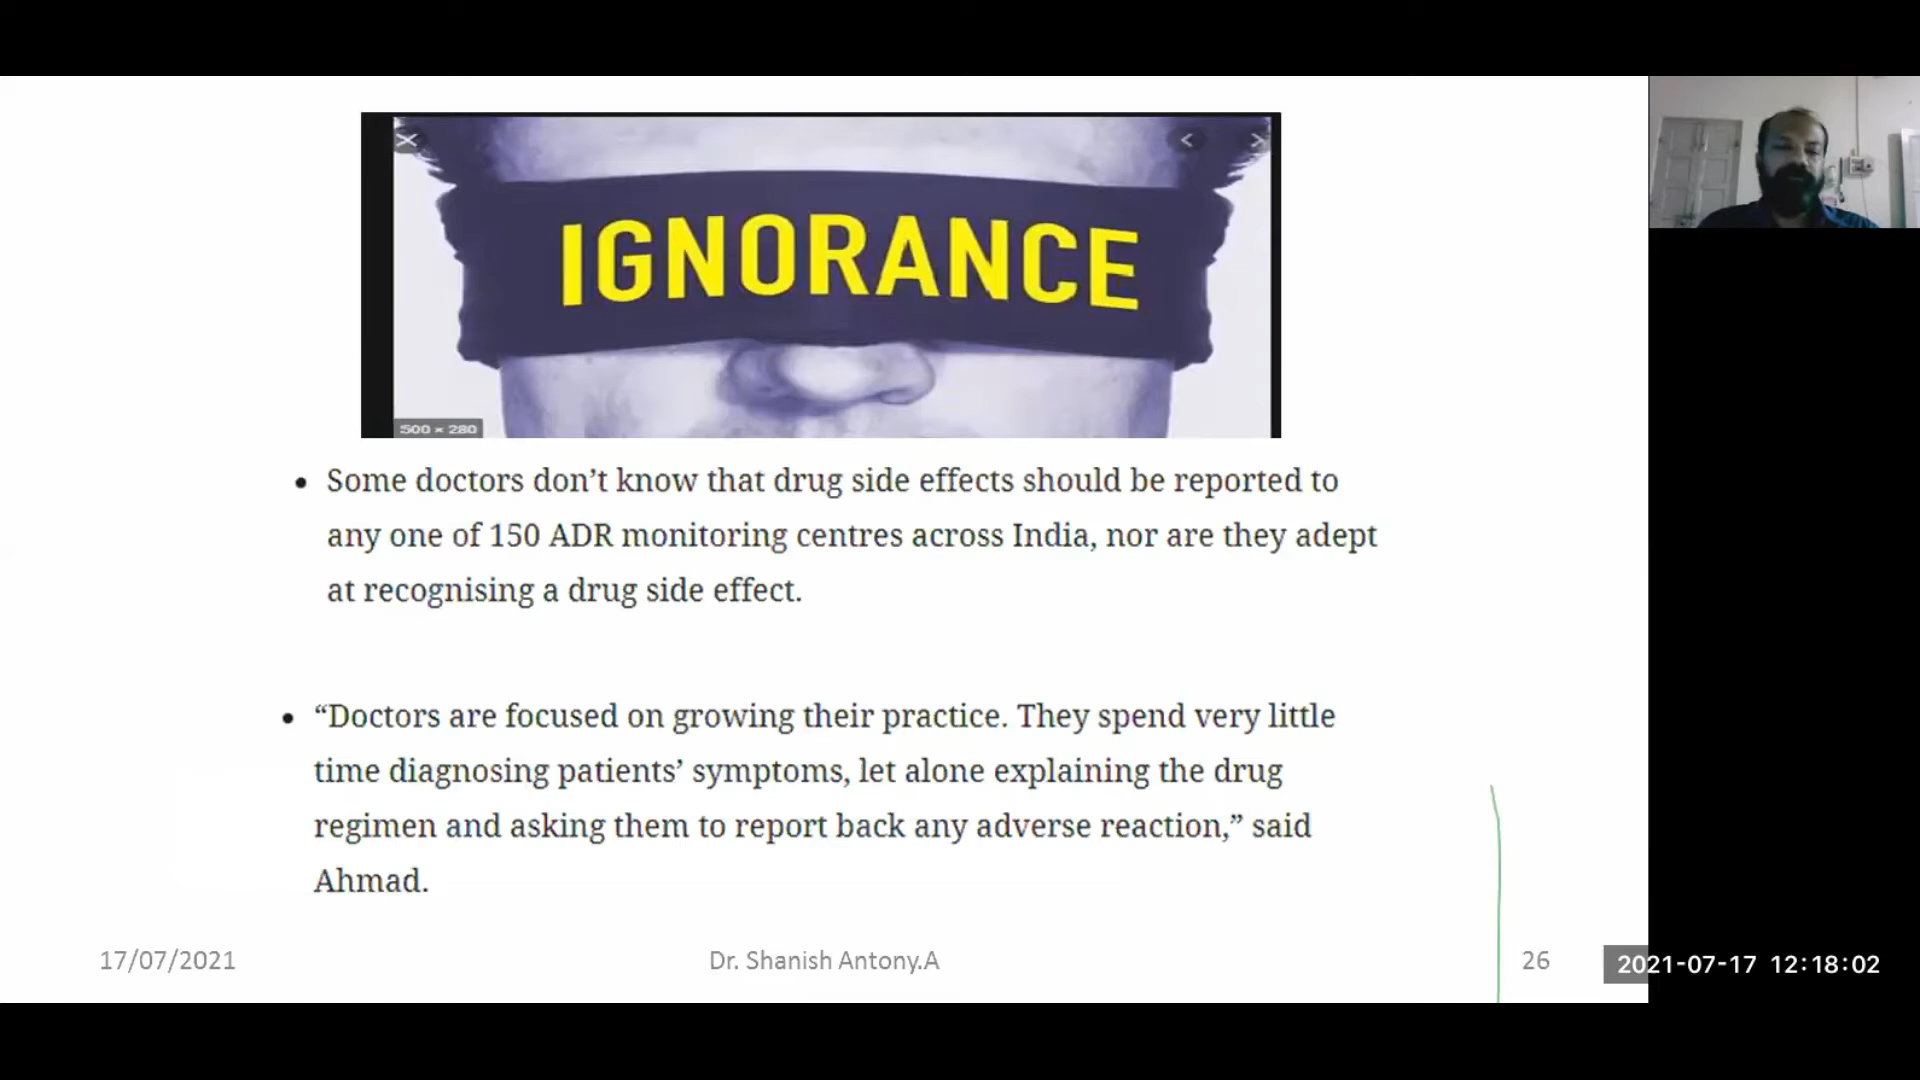 IGNORANCE
500 × 280
• Some doctors don’t know that drug side effects should be reported to
any one of 150 ADR monitoring centres across India, nor are they adept
at recognising a drug side effect.
• “Doctors are focused on growing their practice. They spend very little
time diagnosing patients’ symptoms, let alone explaining the drug
regimen and asking them to report back any adverse reaction,” said
Ahmad.
17/07/2021
Dr. Shanish Antony.A
26
2021-07-17 12:18:02